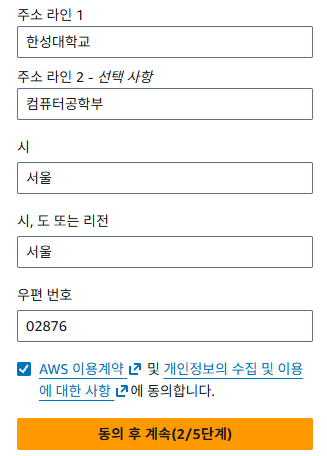 주소 라인 1
한성대학교
주소 라인 2 - 선택 사항
컴퓨터공학부
시
서울
시, 도 또는 리전
서울
우편 번호
02876
AWS 이용계약 및 개인정보의 수집 및 이용
에 대한 사항 에 동의합니다.
동의 후 계속(2/5단계)